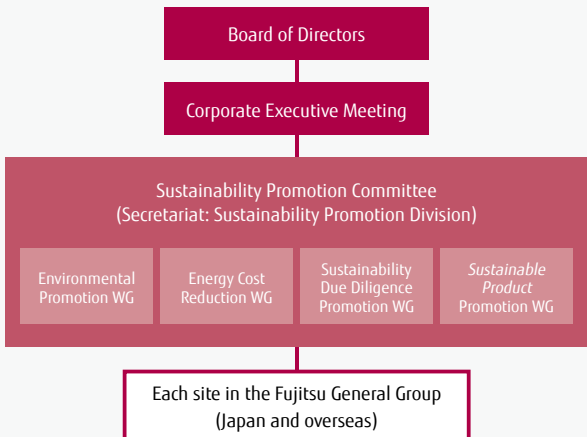 Board of Directors
Corporate Executive Meeting
Sustainability Promotion Committee
(Secretariat: Sustainability Promotion Division)
Environmental
Promotion WG
Energy Cost
Reduction WG
Sustainability
Due Diligence
Promotion WG
Sustainable
Product
Promotion WG
Each site in the Fujitsu General Group
(Japan and overseas)